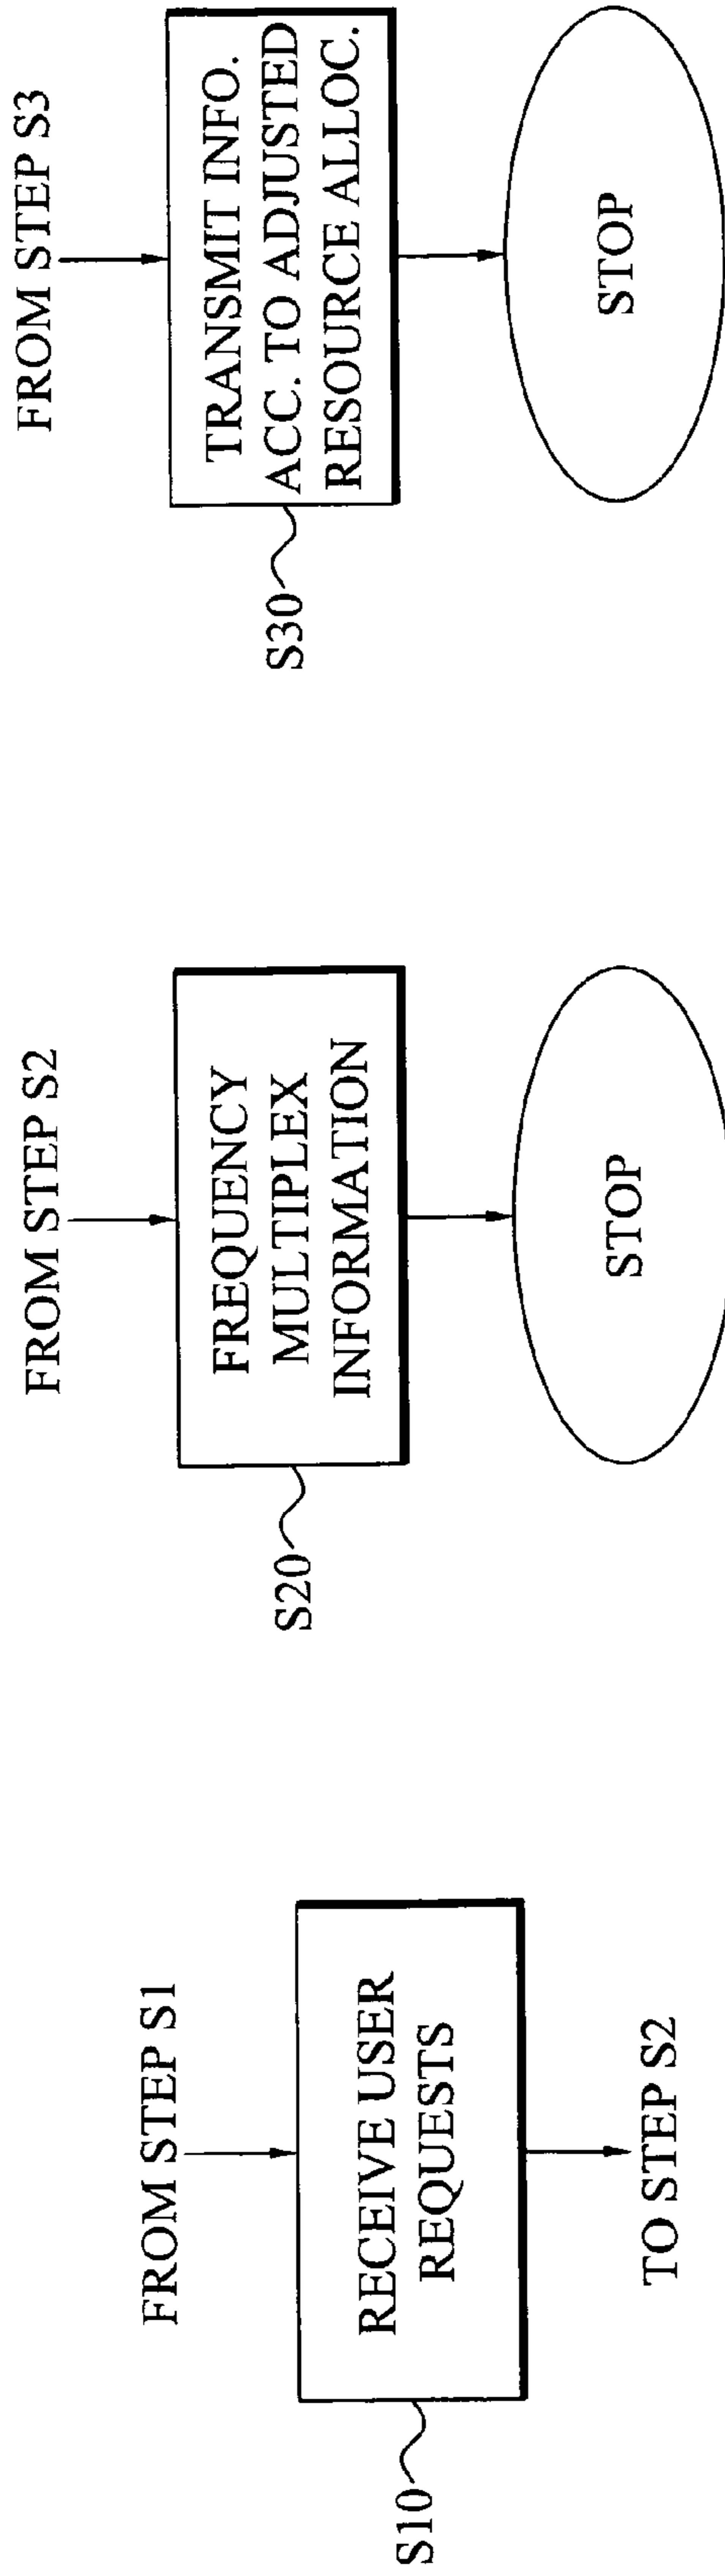 FROM STEP S1
S10
RECEIVE USER
REQUESTS
TO STEP S2
FROM STEP S2
S20
FREQUENCY
MULTIPLEX
INFORMATION
STOP
FROM STEP S3
S30
TRANSMIT INFO.
ACC. TO ADJUSTED
RESOURCE ALLOC.
STOP